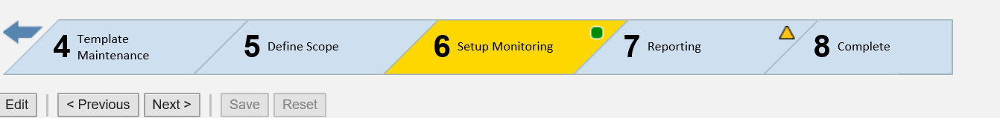 4 Template
Maintenance
5 Define Scope
6 Setup Monitoring
7 Reporting
8 Complete
Edit
< Previous
Next >
Save
Reset